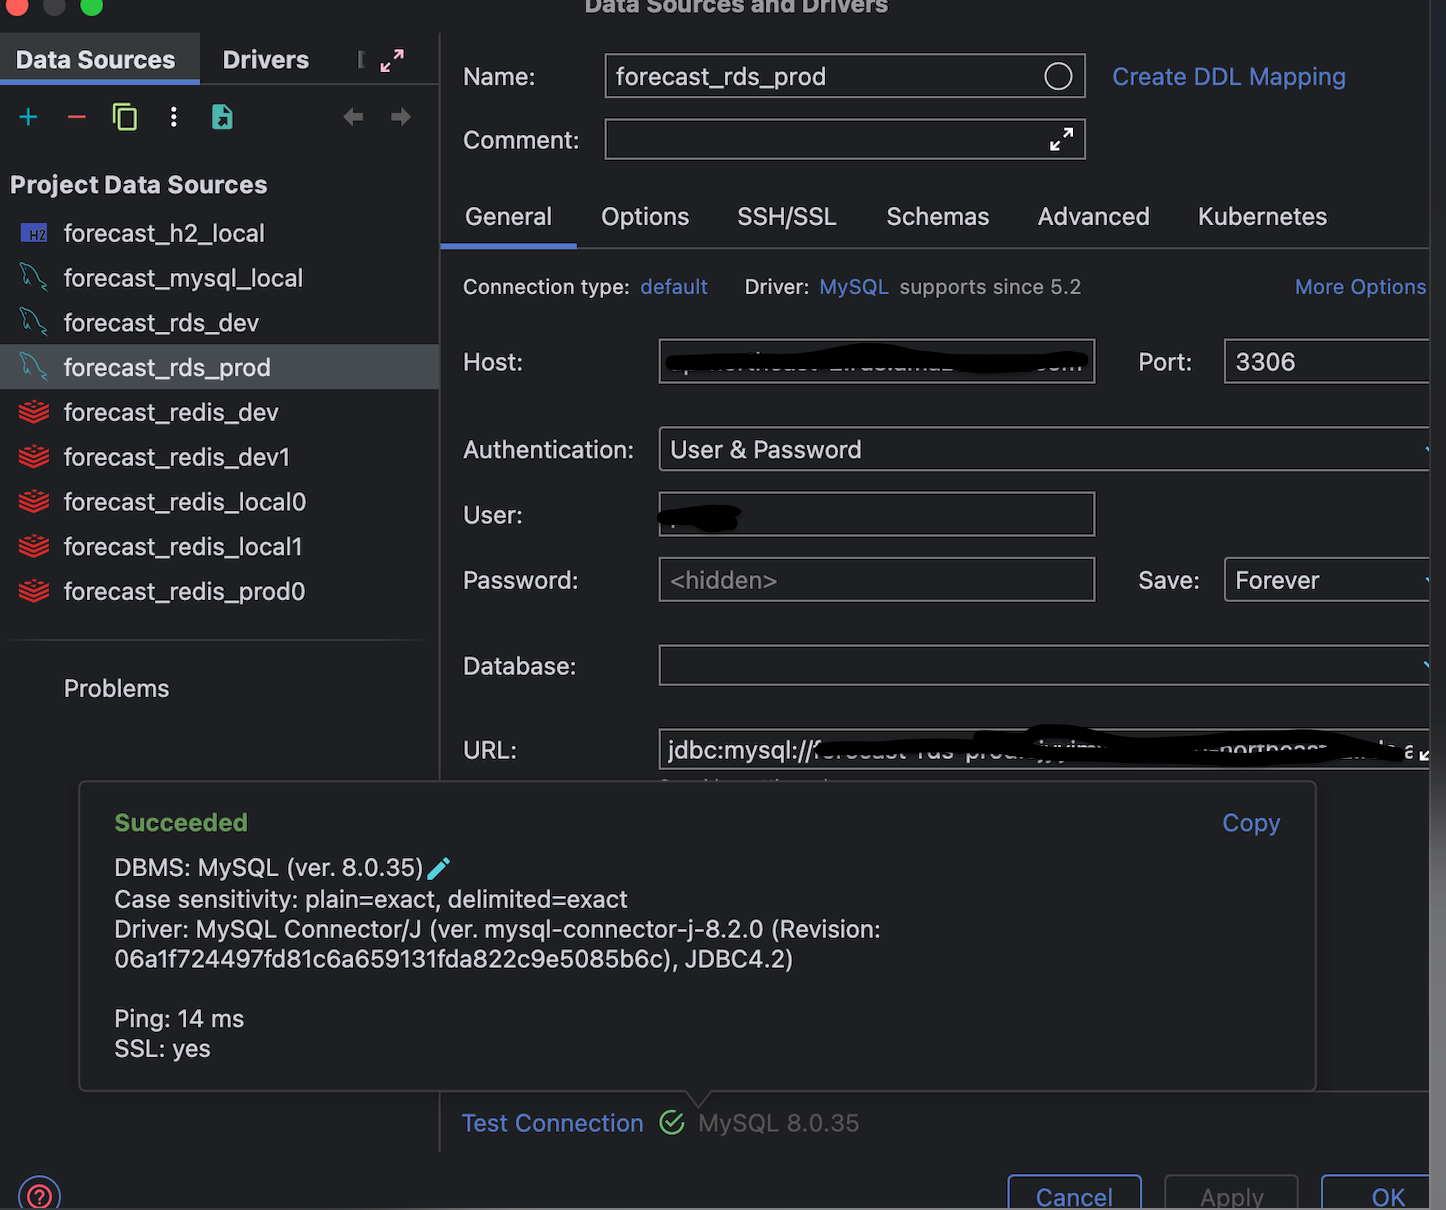 Data Sources and Drivers
Data Sources
Drivers
Project Data Sources
forecast_h2_local
forecast_mysql_local
forecast_rds_dev
forecast_rds_prod
forecast_redis_dev
forecast_redis_dev1
forecast_redis_local0
forecast_redis_local1
forecast_redis_prod0
Problems
Name: forecast_rds_prod Create DDL Mapping
Comment:
General Options SSH/SSL Schemas Advanced Kubernetes
Connection type: default Driver: MySQL supports since 5.2 More Options
Host: Port: 3306
Authentication: User & Password
User:
Password: <hidden> Save: Forever
Database:
URL: jdbc:mysql://
Succeeded Copy
DBMS: MySQL (ver. 8.0.35)
Case sensitivity: plain=exact, delimited=exact
Driver: MySQL Connector/J (ver. mysql-connector-j-8.2.0 (Revision:
06a1f724497fd81c6a659131fda822c9e5085b6c), JDBC4.2)
Ping: 14 ms
SSL: yes
Test Connection MySQL 8.0.35
? Cancel Apply OK